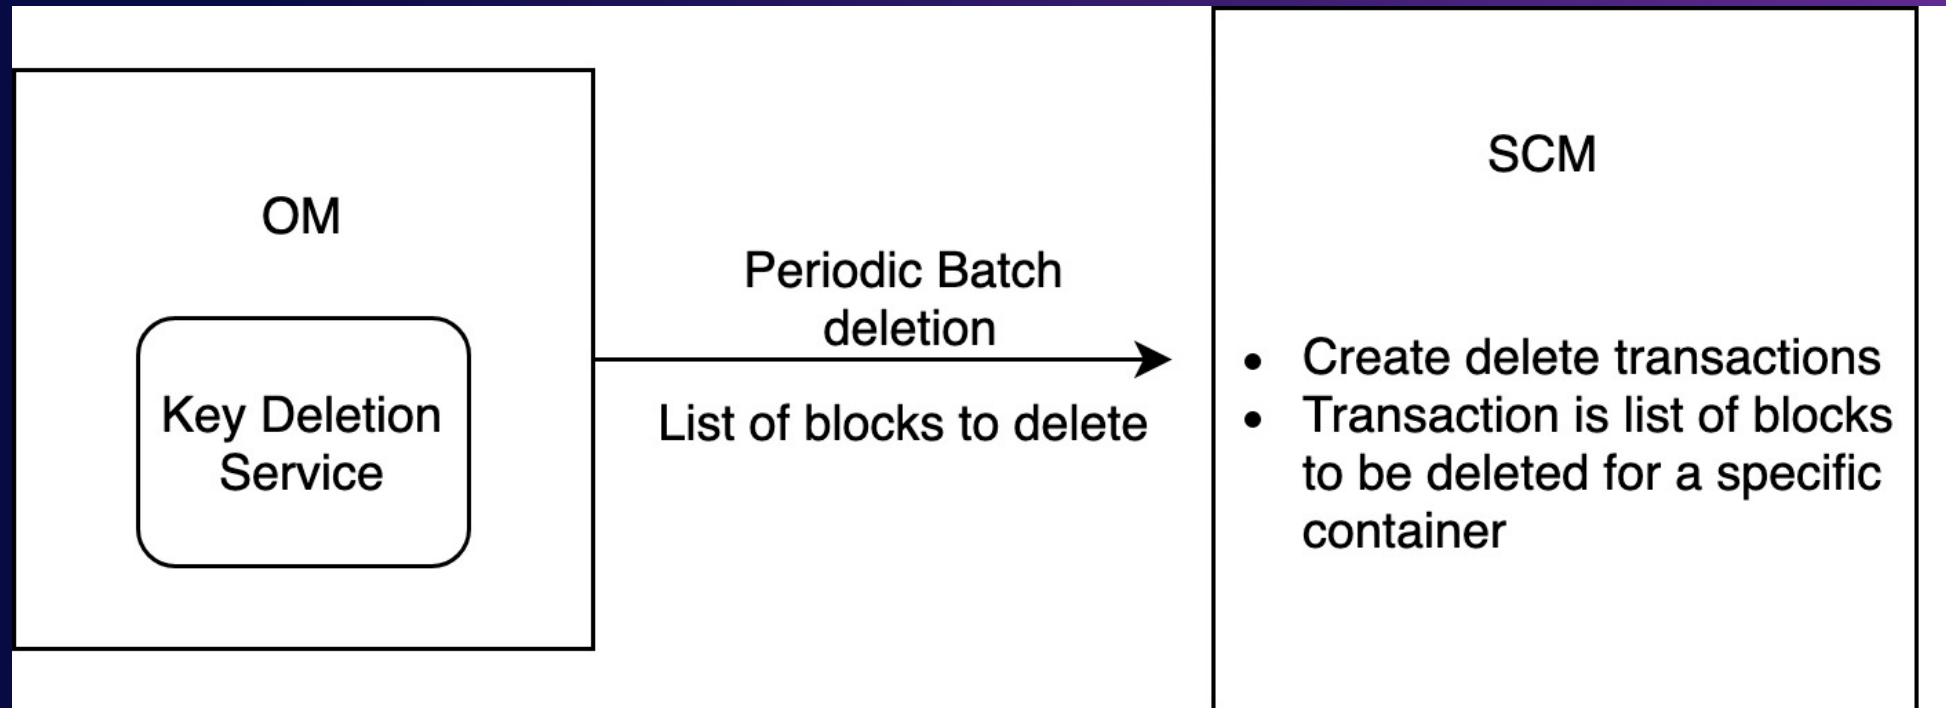 OM
Key Deletion
Service
Periodic Batch
deletion
List of blocks to delete
SCM
• Create delete transactions
• Transaction is list of blocks
to be deleted for a specific
container